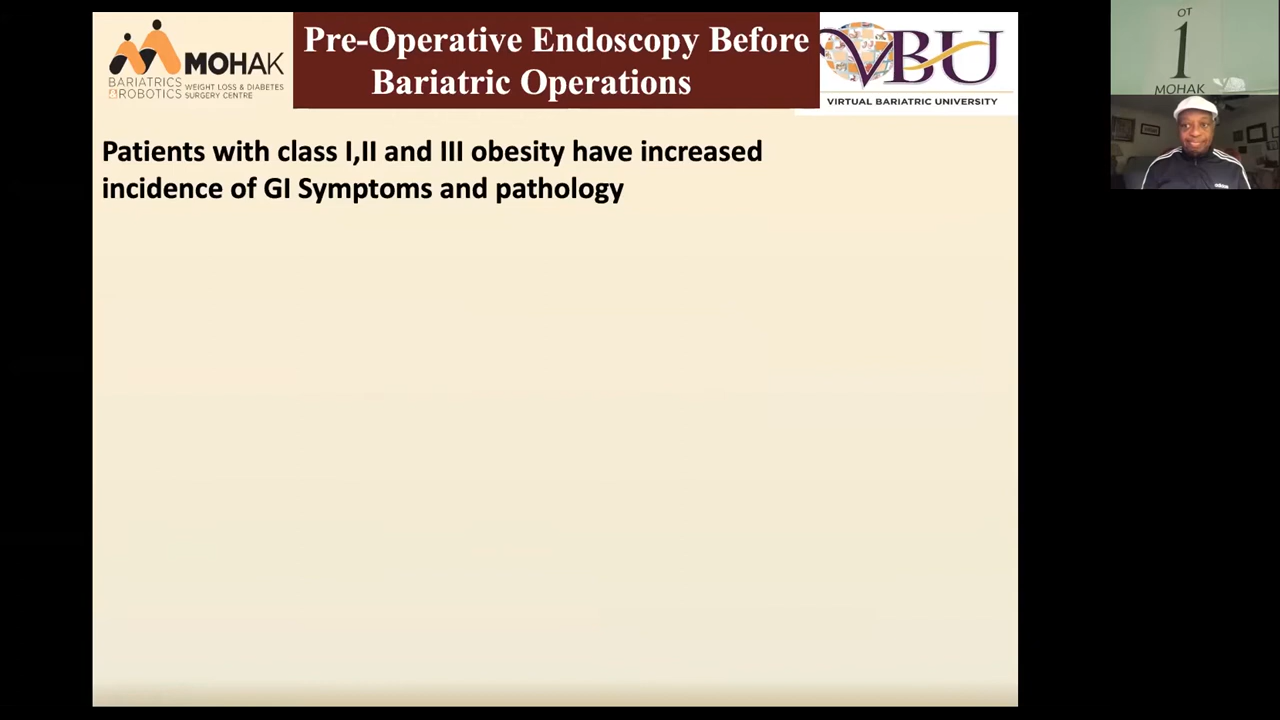 MOHAK
BARIATRICS
& ROBOTICS
WEIGHT LOSS & DIABETES
SURGERY CENTRE
Pre-Operative Endoscopy Before
Bariatric Operations
VBU
VIRTUAL BARIATRIC UNIVERSITY
OT
1
MOHAK
Patients with class I,II and III obesity have increased
incidence of GI Symptoms and pathology